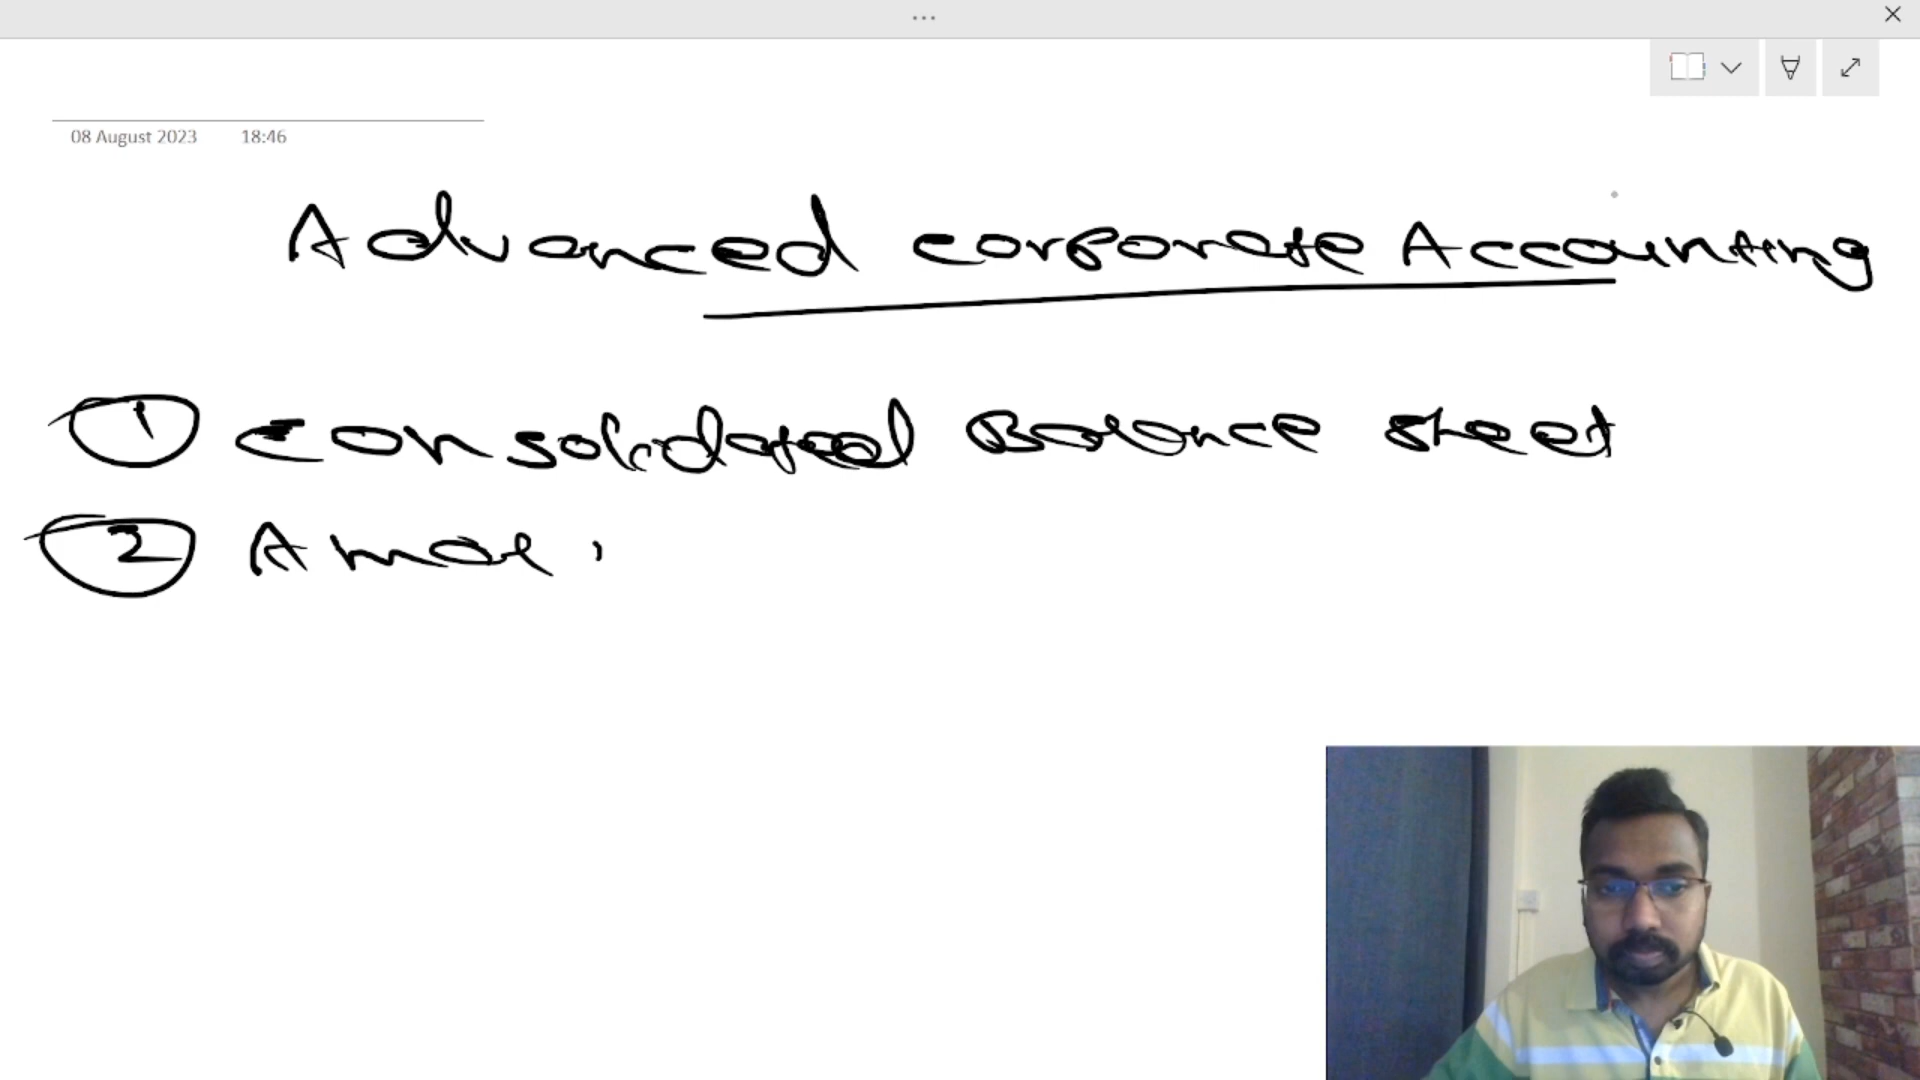 08 August 2023 18:46
Advanced corporate Accounting
1 consolidated Balance sheet
2 Amal